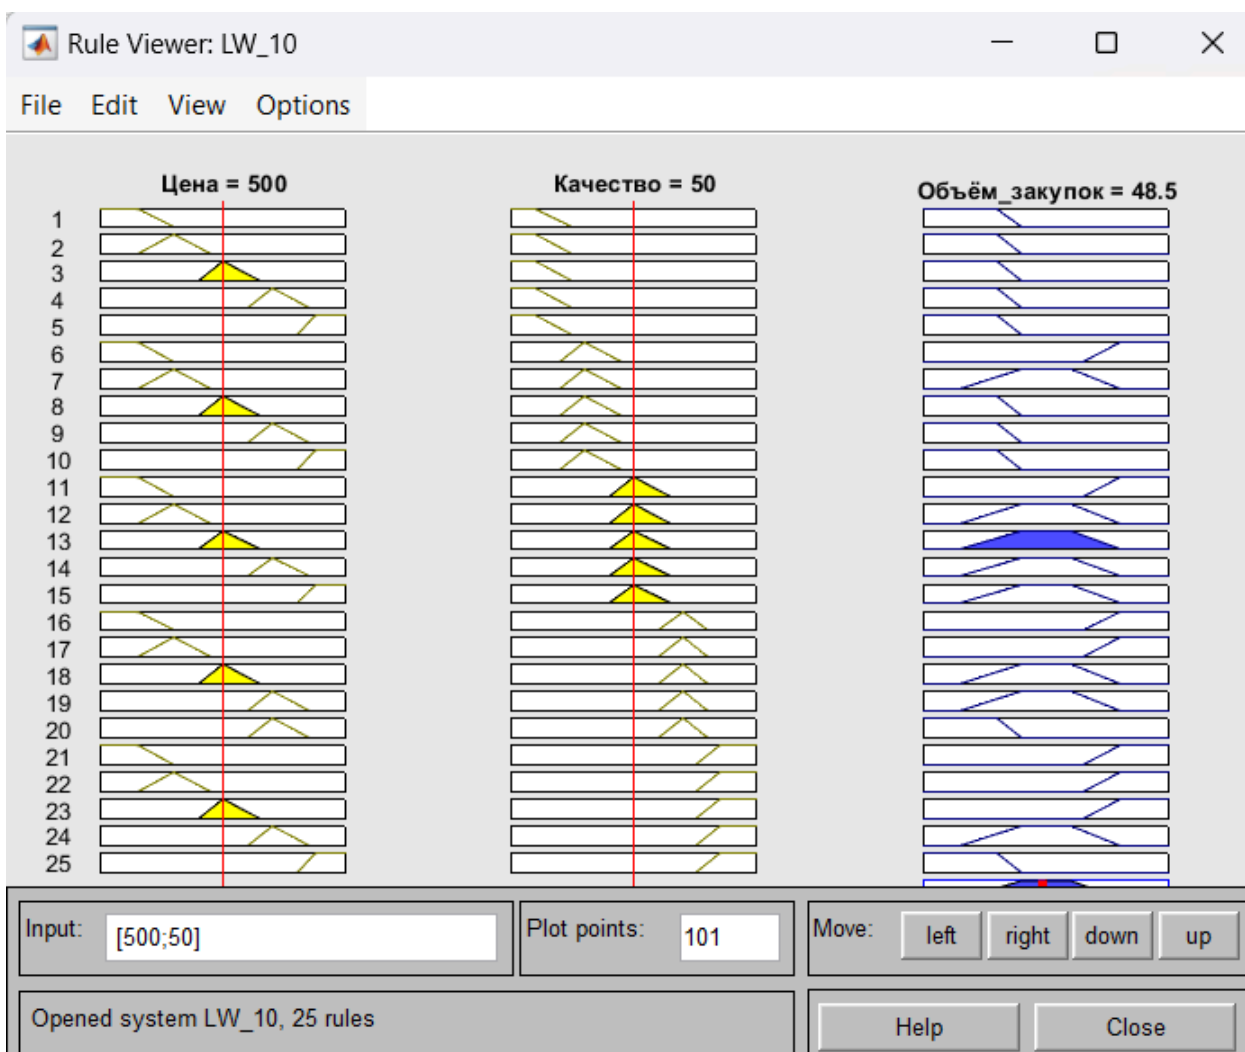 Rule Viewer: LW_10
File Edit View Options
Цена = 500
Качество = 50
Объём_закупок = 48.5
1
2
3
4
5
6
7
8
9
10
11
12
13
14
15
16
17
18
19
20
21
22
23
24
25
Input: [500;50]
Plot points: 101
Move: left right down up
Opened system LW_10, 25 rules
Help Close